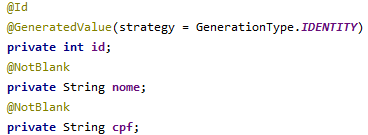 @Id
@GeneratedValue(strategy = GenerationType.IDENTITY)
private int id;
@NotBlank
private String nome;
@NotBlank
private String cpf;